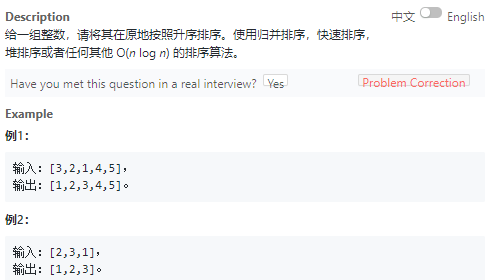 Description 中文 English
给一组整数，请将其在原地按照升序排序。使用归并排序，快速排序，
堆排序或者任何其他 O(n log n) 的排序算法。
Have you met this question in a real interview? Yes Problem Correction
Example
例1：
输入：[3,2,1,4,5]，
输出：[1,2,3,4,5]。
例2：
输入：[2,3,1]，
输出：[1,2,3]。